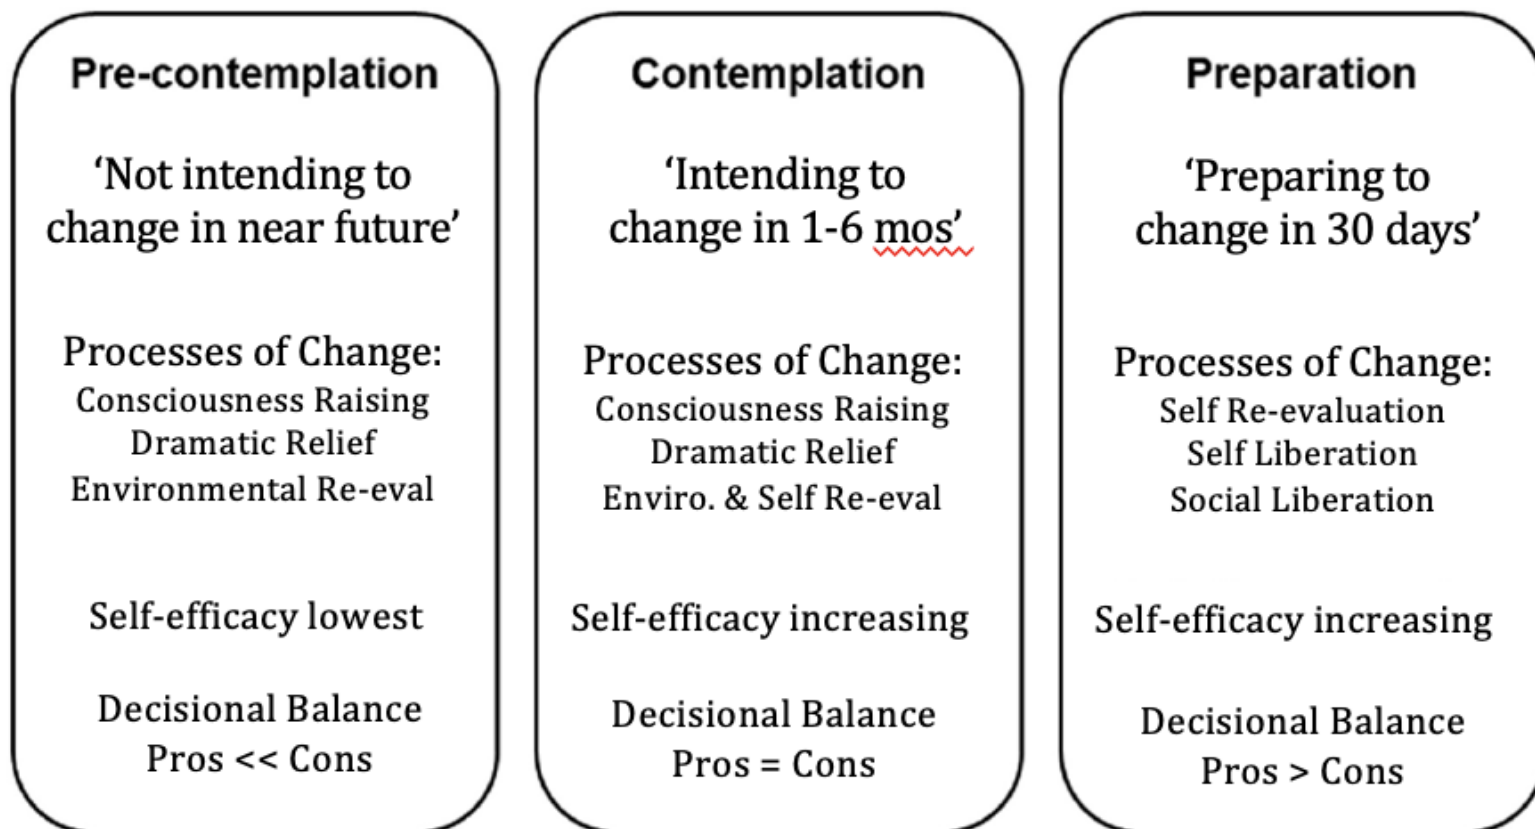 Pre-contemplation
‘Not intending to
change in near future’
Processes of Change:
Consciousness Raising
Dramatic Relief
Environmental Re-eval
Self-efficacy lowest
Decisional Balance
Pros << Cons
Contemplation
‘Intending to
change in 1-6 mos’
Processes of Change:
Consciousness Raising
Dramatic Relief
Enviro. & Self Re-eval
Self-efficacy increasing
Decisional Balance
Pros = Cons
Preparation
‘Preparing to
change in 30 days’
Processes of Change:
Self Re-evaluation
Self Liberation
Social Liberation
Self-efficacy increasing
Decisional Balance
Pros > Cons